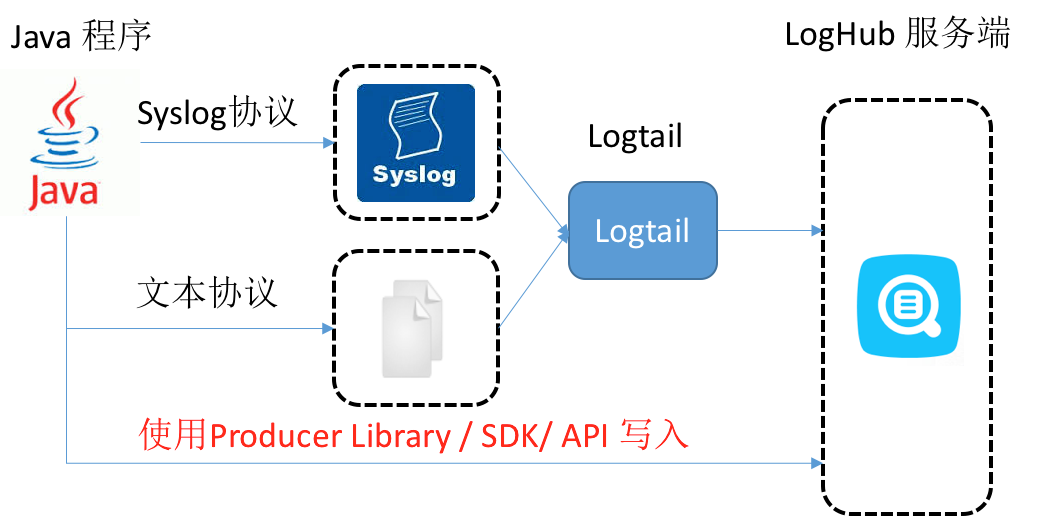 Java 程序
LogHub 服务端
Java
Syslog协议
Syslog
Logtail
Logtail
文本协议
使用Producer Library / SDK/ API 写入